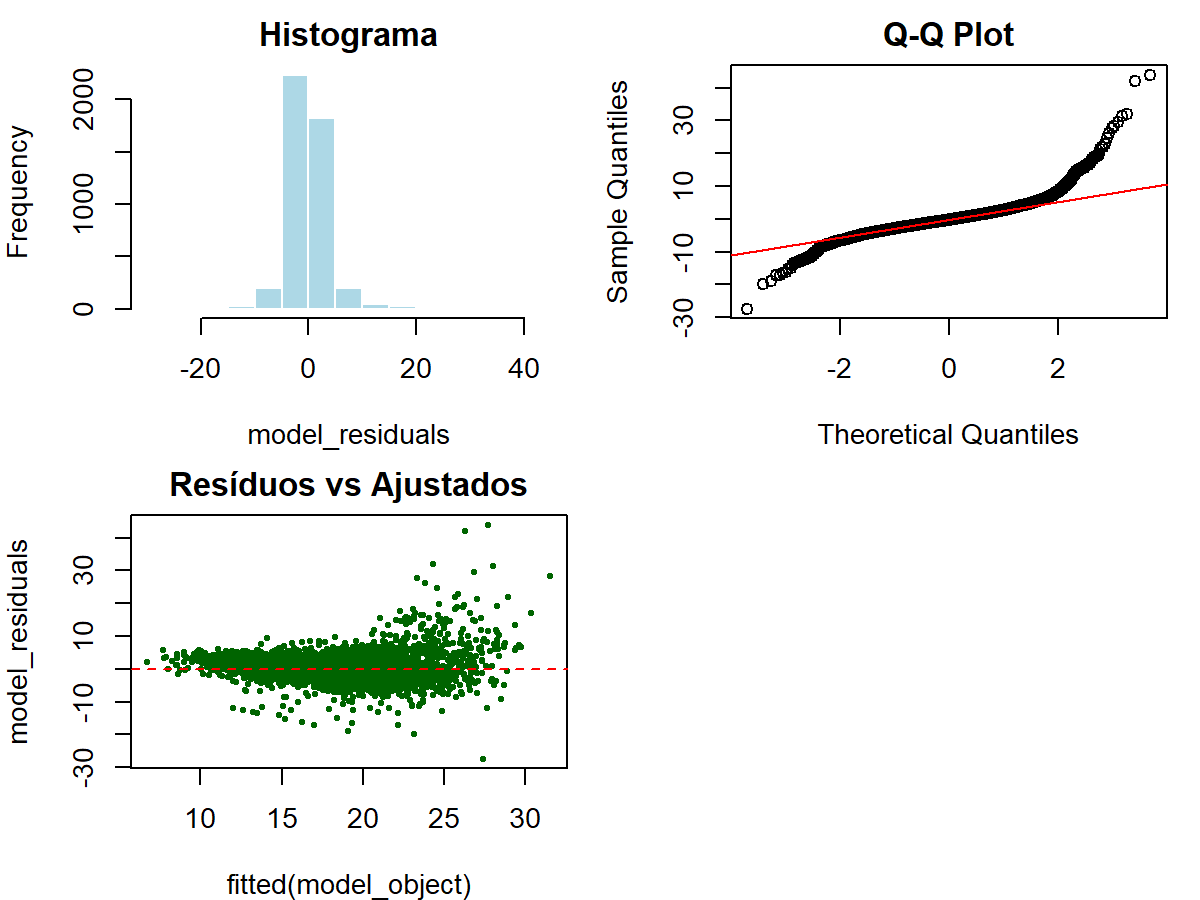 Histograma
Frequency
2000
1000
0
-20 0 20 40
model_residuals
Q-Q Plot
Sample Quantiles
30
10
-10
-30
-2 0 2
Theoretical Quantiles
Resíduos vs Ajustados
model_residuals
30
10
-10
-30
10 15 20 25 30
fitted(model_object)